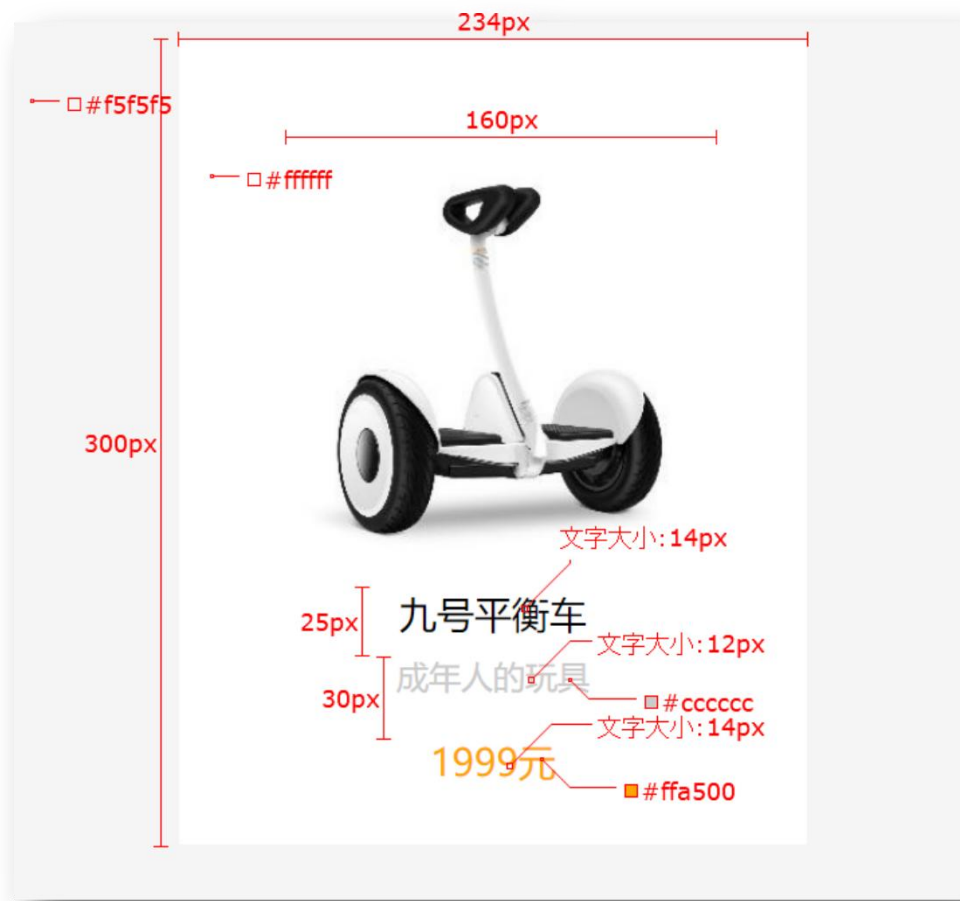 234px
#f5f5f5
160px
#ffffff
300px
文字大小:14px
25px
九号平衡车
文字大小:12px
成年人的玩具
30px
#cccccc
文字大小:14px
1999元
#ffa500